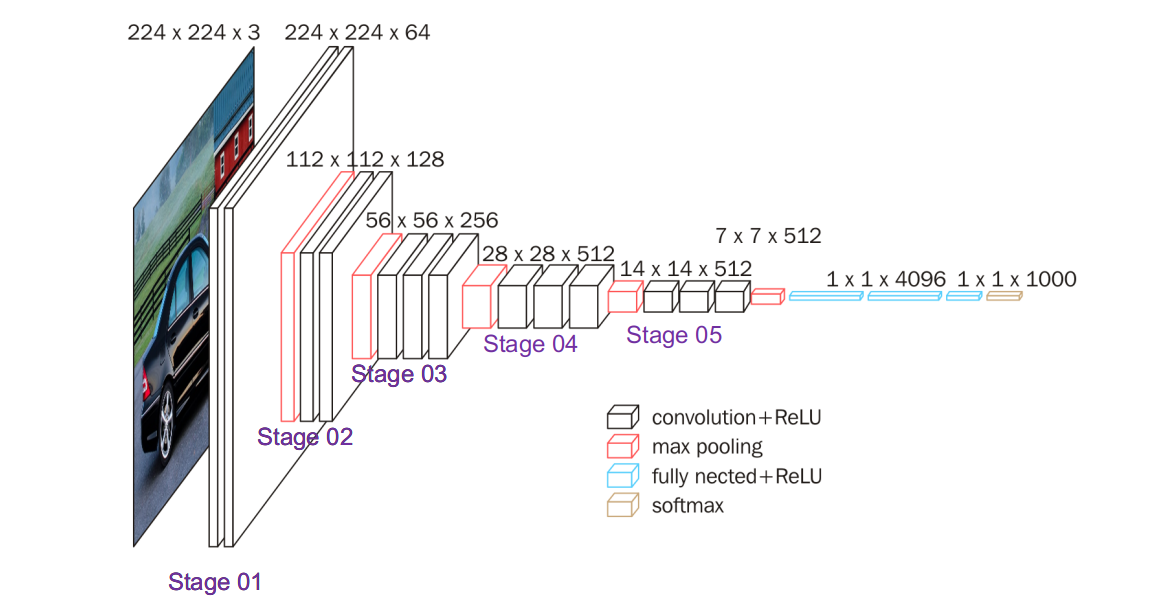 224 x 224 x 3
224 x 224 x 64
112 x 112 x 128
56 x 56 x 256
28 x 28 x 512
14 x 14 x 512
7 x 7 x 512
1 x 1 x 4096
1 x 1 x 1000
Stage 01
Stage 02
Stage 03
Stage 04
Stage 05
convolution+ReLU
max pooling
fully nected+ReLU
softmax